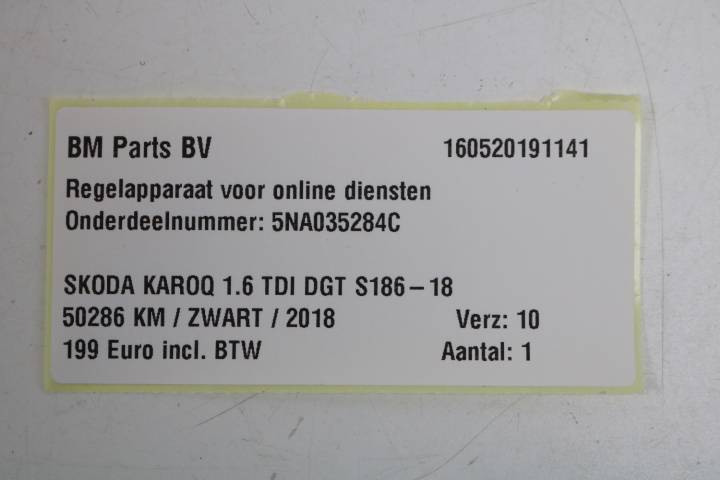 BM Parts BV 160520191141
Regelapparaat voor online diensten
Onderdeelnummer: 5NA035284C
SKODA KAROQ 1.6 TDI DGT S186-18
50286 KM / ZWART / 2018 Verz: 10
199 Euro incl. BTW Aantal: 1